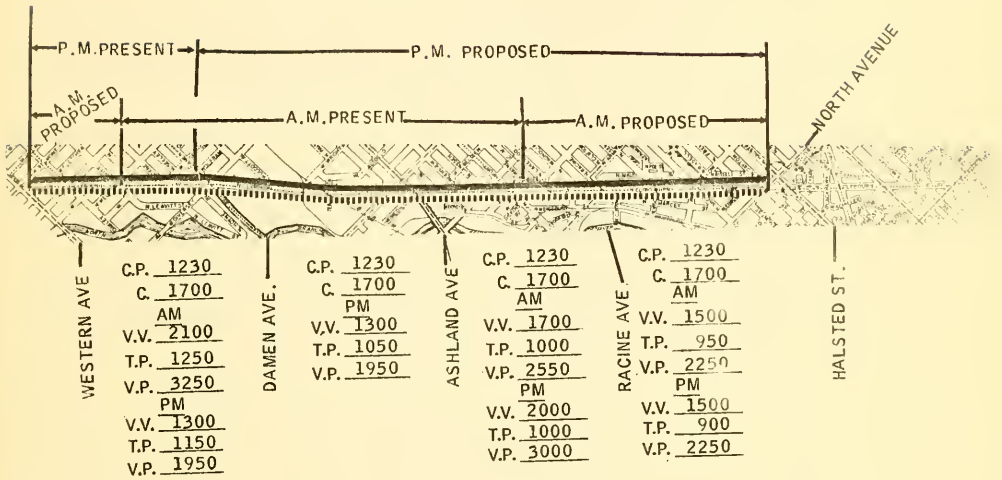 P.M. PRESENT
P.M. PROPOSED
A.M. PROPOSED
A.M. PRESENT
A.M. PROPOSED
NORTH AVENUE
WESTERN AVE
C.P. 1230
C. 1700
AM
V.V. 2100
T.P. 1250
V.P. 3250
PM
V.V. 1300
T.P. 1150
V.P. 1950
DAMEN AVE.
C.P. 1230
C. 1700
PM
V.V. 1300
T.P. 1050
V.P. 1950
ASHLAND AVE
C.P. 1230
C. 1700
AM
V.V. 1700
T.P. 1000
V.P. 2550
PM
V.V. 2000
T.P. 1000
V.P. 3000
RACINE AVE.
C.P. 1230
C. 1700
AM
V.V. 1500
T.P. 950
V.P. 2250
PM
V.V. 1500
T.P. 900
V.P. 2250
HALSTED ST.